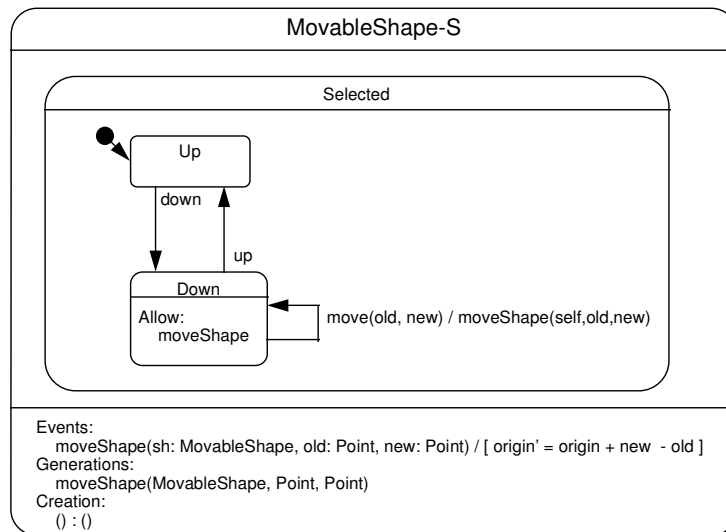 MovableShape-S
Selected
Up
down
up
Down
Allow:
moveShape
move(old, new) / moveShape(self,old,new)
Events:
moveShape(sh: MovableShape, old: Point, new: Point) / [ origin' = origin + new  - old ]
Generations:
moveShape(MovableShape, Point, Point)
Creation:
() : ()